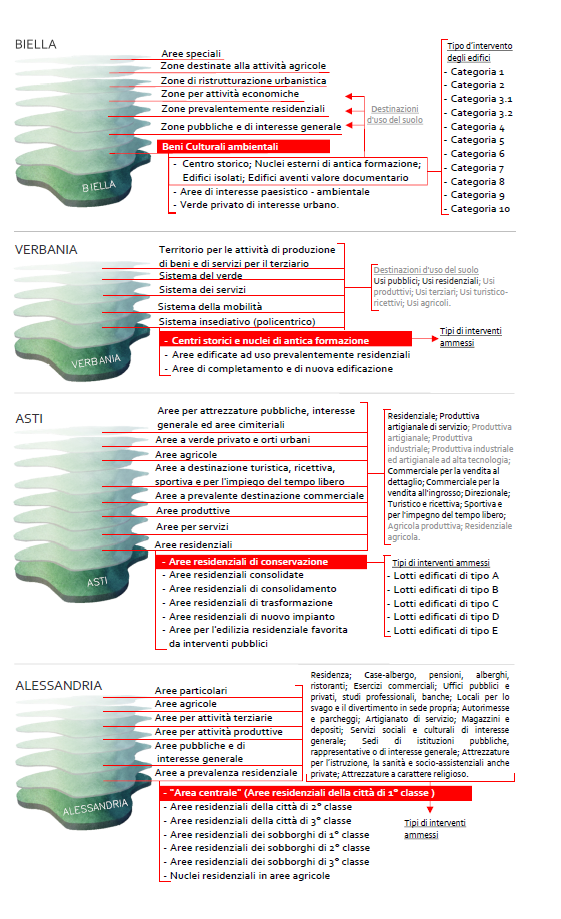 BIELLA
Aree speciali
Zone destinate alla attività agricole
Zone di ristrutturazione urbanistica
Zone per attività economiche
Zone prevalentemente residenziali
Zone pubbliche e di interesse generale
Beni Culturali ambientali
- Centro storico; Nuclei esterni di antica formazione;
Edifici isolati; Edifici aventi valore documentario
- Aree di interesse paesistico - ambientale
- Verde privato di interesse urbano.
BIELLA
Destinazioni
d'uso del suolo
Tipo d'intervento
degli edifici
- Categoria 1
- Categoria 2
- Categoria 3.1
- Categoria 3.2
- Categoria 4
- Categoria 5
- Categoria 6
- Categoria 7
- Categoria 8
- Categoria 9
- Categoria 10
VERBANIA
Territorio per le attività di produzione
di beni e di servizi per il terziario
Sistema del verde
Sistema dei servizi
Sistema della mobilità
Sistema insediativo (policentrico)
- Centri storici e nuclei di antica formazione
- Aree edificate ad uso prevalentemente residenziali
- Aree di completamento e di nuova edificazione
VERBANIA
Destinazioni d'uso del suolo
Usi pubblici; Usi residenziali; Usi
produttivi; Usi terziari; Usi turistico-
ricettivi; Usi agricoli.
Tipi di interventi
ammessi
ASTI
Aree per attrezzature pubbliche, interesse
generale ed aree cimiteriali
Aree a verde privato e orti urbani
Aree agricole
Aree a destinazione turistica, ricettiva,
sportiva e per l'impiego del tempo libero
Aree a prevalente destinazione commerciale
Aree produttive
Aree per servizi
Aree residenziali
- Aree residenziali di conservazione
- Aree residenziali consolidate
- Aree residenziali di consolidamento
- Aree residenziali di trasformazione
- Aree residenziali di nuovo impianto
- Aree per l'edilizia residenziale favorita
da interventi pubblici
ASTI
Residenziale; Produttiva
artigianale di servizio; Produttiva
artigianale; Produttiva
industriale; Produttiva industriale
ed artigianale ad alta tecnologia;
Commerciale per la vendita al
dettaglio; Commerciale per la
vendita all'ingrosso; Direzionale;
Turistico e ricettiva; Sportiva e
per l'impegno del tempo libero;
Agricola produttiva; Residenziale
agricola.
Tipi di interventi ammessi
- Lotti edificati di tipo A
- Lotti edificati di tipo B
- Lotti edificati di tipo C
- Lotti edificati di tipo D
- Lotti edificati di tipo E
ALESSANDRIA
Aree particolari
Aree agricole
Aree per attività terziarie
Aree per attività produttive
Aree pubbliche e di
interesse generale
Aree a prevalenza residenziale
- "Area centrale" (Aree residenziali della città di 1° classe )
- Aree residenziali della città di 2° classe
- Aree residenziali della città di 3° classe
- Aree residenziali dei sobborghi di 1° classe
- Aree residenziali dei sobborghi di 2° classe
- Aree residenziali dei sobborghi di 3° classe
- Nuclei residenziali in aree agricole
ALESSANDRIA
Residenza; Case-albergo, pensioni, alberghi,
ristoranti; Esercizi commerciali; Uffici pubblici e
privati, studi professionali, banche; Locali per lo
svago e il divertimento in sede propria; Autorimesse
e parcheggi; Artigianato di servizio; Magazzini e
depositi; Servizi sociali e culturali di interesse
generale; Sedi di istituzioni pubbliche,
rappresentative o di interesse generale; Attrezzature
per l'istruzione, la sanità e socio-assistenziali anche
private; Attrezzature a carattere religioso.
Tipi di interventi
ammessi